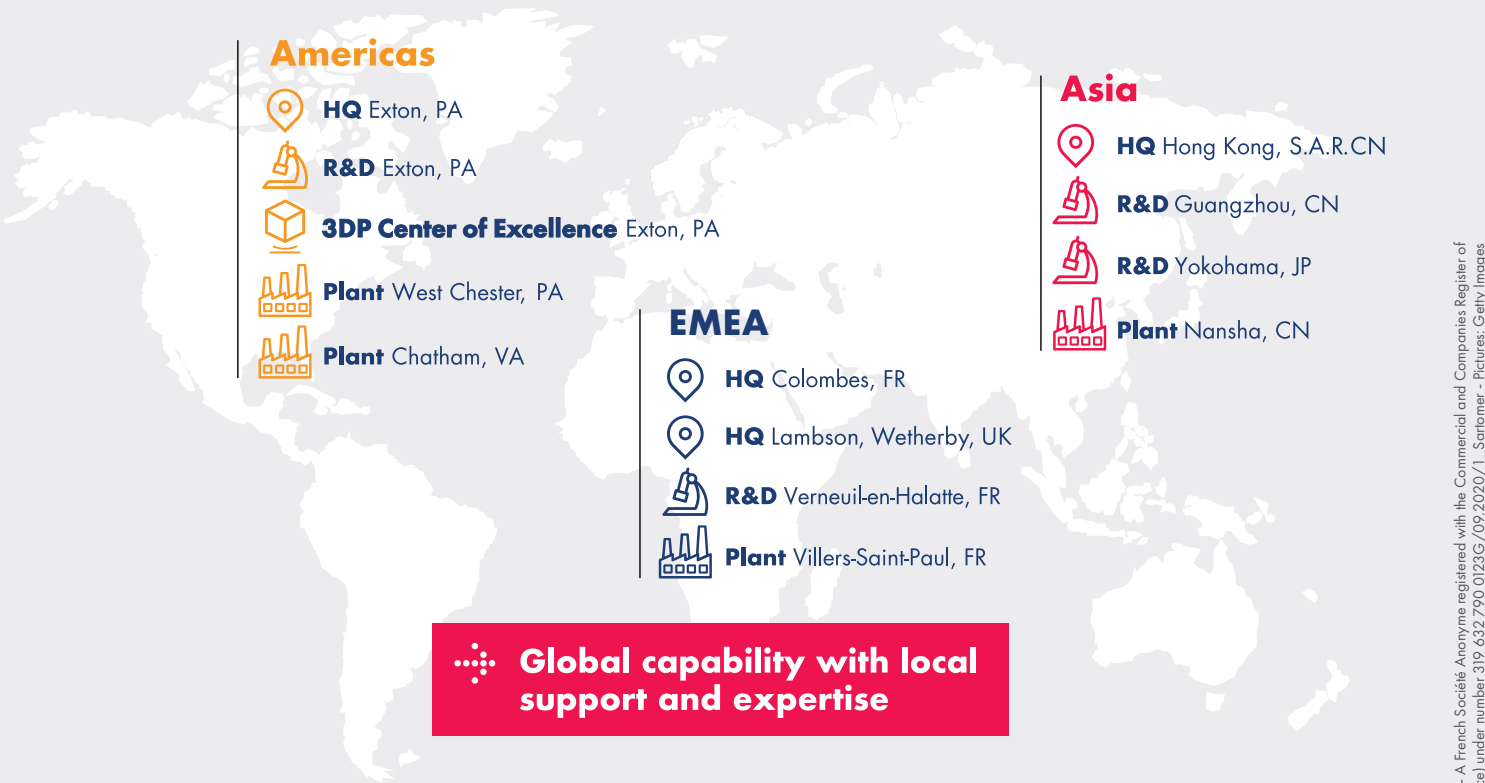 Americas
HQ Exton, PA
R&D Exton, PA
3DP Center of Excellence Exton, PA
Plant West Chester, PA
Plant Chatham, VA
EMEA
HQ Colombes, FR
HQ Lambson, Wetherby, UK
R&D Verneuil-en-Halatte, FR
Plant Villers-Saint-Paul, FR
Asia
HQ Hong Kong, S.A.R.CN
R&D Guangzhou, CN
R&D Yokohama, JP
Plant Nansha, CN
Global capability with local
support and expertise
- A French Société Anonyme registered with the Commercial and Companies Register of
under number 319 632 790 0123G/09.2020/1_Sartomer - Pictures: Getty Images